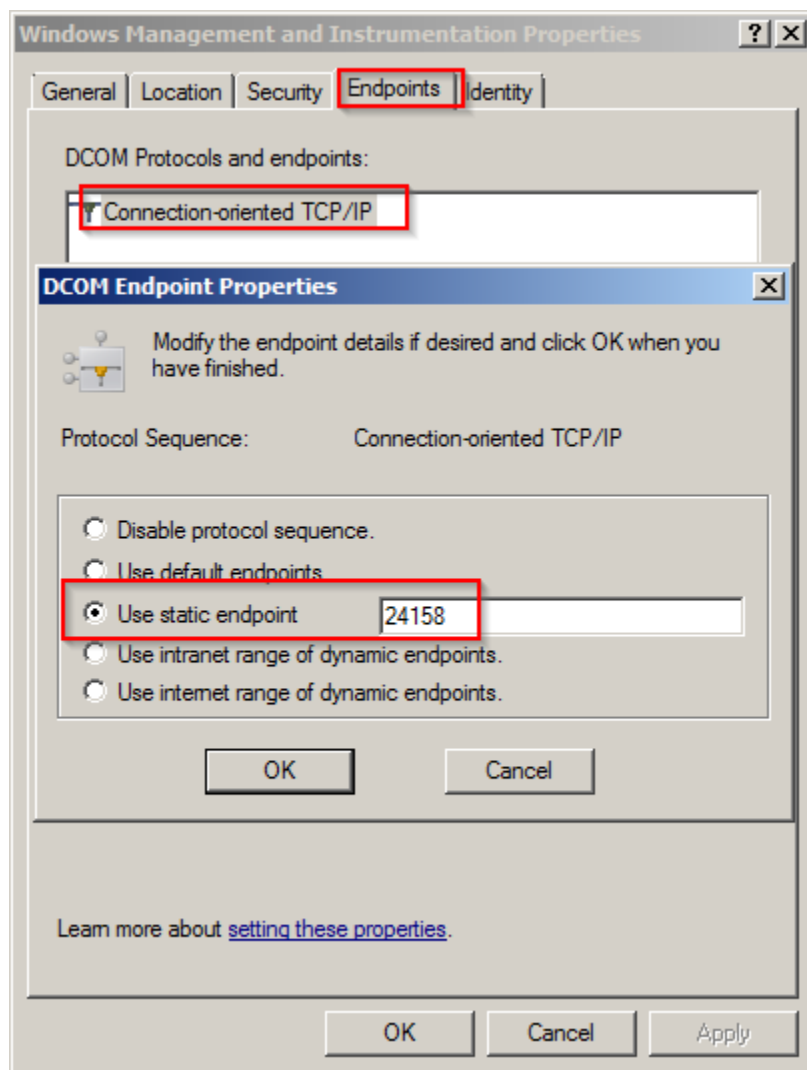 Windows Management and Instrumentation Properties
General Location Security Endpoints Identity
DCOM Protocols and endpoints:
Connection-oriented TCP/IP
DCOM Endpoint Properties
Modify the endpoint details if desired and click OK when you
have finished.
Protocol Sequence: Connection-oriented TCP/IP
Disable protocol sequence.
Use default endpoints
Use static endpoint 24158
Use intranet range of dynamic endpoints.
Use internet range of dynamic endpoints.
OK Cancel
Learn more about setting these properties.
OK Cancel Apply